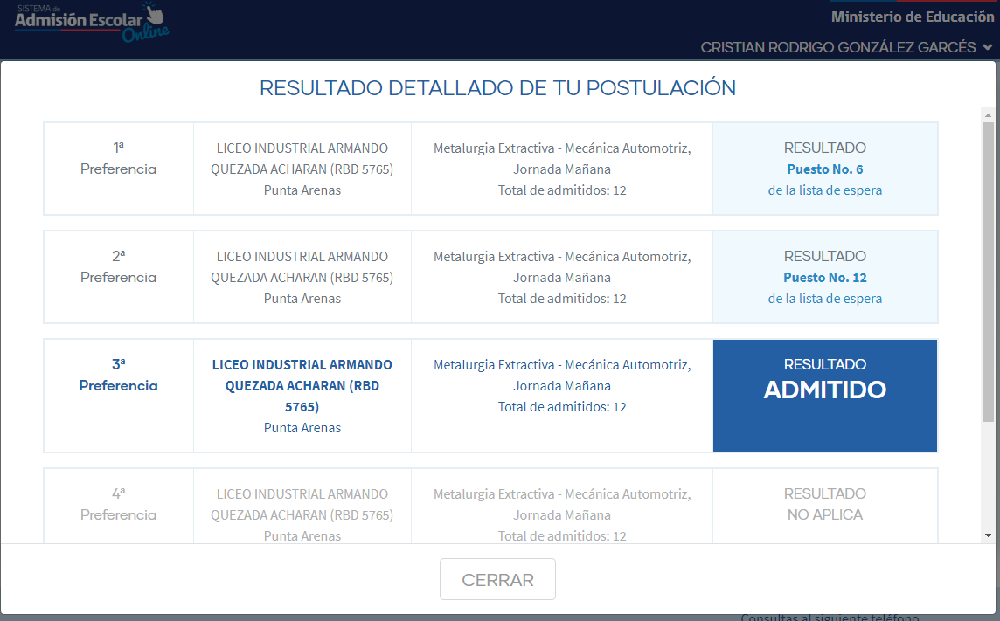 SISTEMA de
Admisión Escolar
Online
Ministerio de Educación
CRISTIAN RODRIGO GONZÁLEZ GARCÉS
RESULTADO DETALLADO DE TU POSTULACIÓN
1ª
Preferencia
LICEO INDUSTRIAL ARMANDO
QUEZADA ACHARAN (RBD 5765)
Punta Arenas
Metalurgia Extractiva - Mecánica Automotriz,
Jornada Mañana
Total de admitidos: 12
RESULTADO
Puesto No. 6
de la lista de espera
2ª
Preferencia
LICEO INDUSTRIAL ARMANDO
QUEZADA ACHARAN (RBD 5765)
Punta Arenas
Metalurgia Extractiva - Mecánica Automotriz,
Jornada Mañana
Total de admitidos: 12
RESULTADO
Puesto No. 12
de la lista de espera
3ª
Preferencia
LICEO INDUSTRIAL ARMANDO
QUEZADA ACHARAN (RBD
5765)
Punta Arenas
Metalurgia Extractiva - Mecánica Automotriz,
Jornada Mañana
Total de admitidos: 12
RESULTADO
ADMITIDO
4ª
Preferencia
LICEO INDUSTRIAL ARMANDO
QUEZADA ACHARAN (RBD 5765)
Punta Arenas
Metalurgia Extractiva - Mecánica Automotriz,
Jornada Mañana
Total de admitidos: 12
RESULTADO
NO APLICA
CERRAR
Consultas al siguiente teléfono